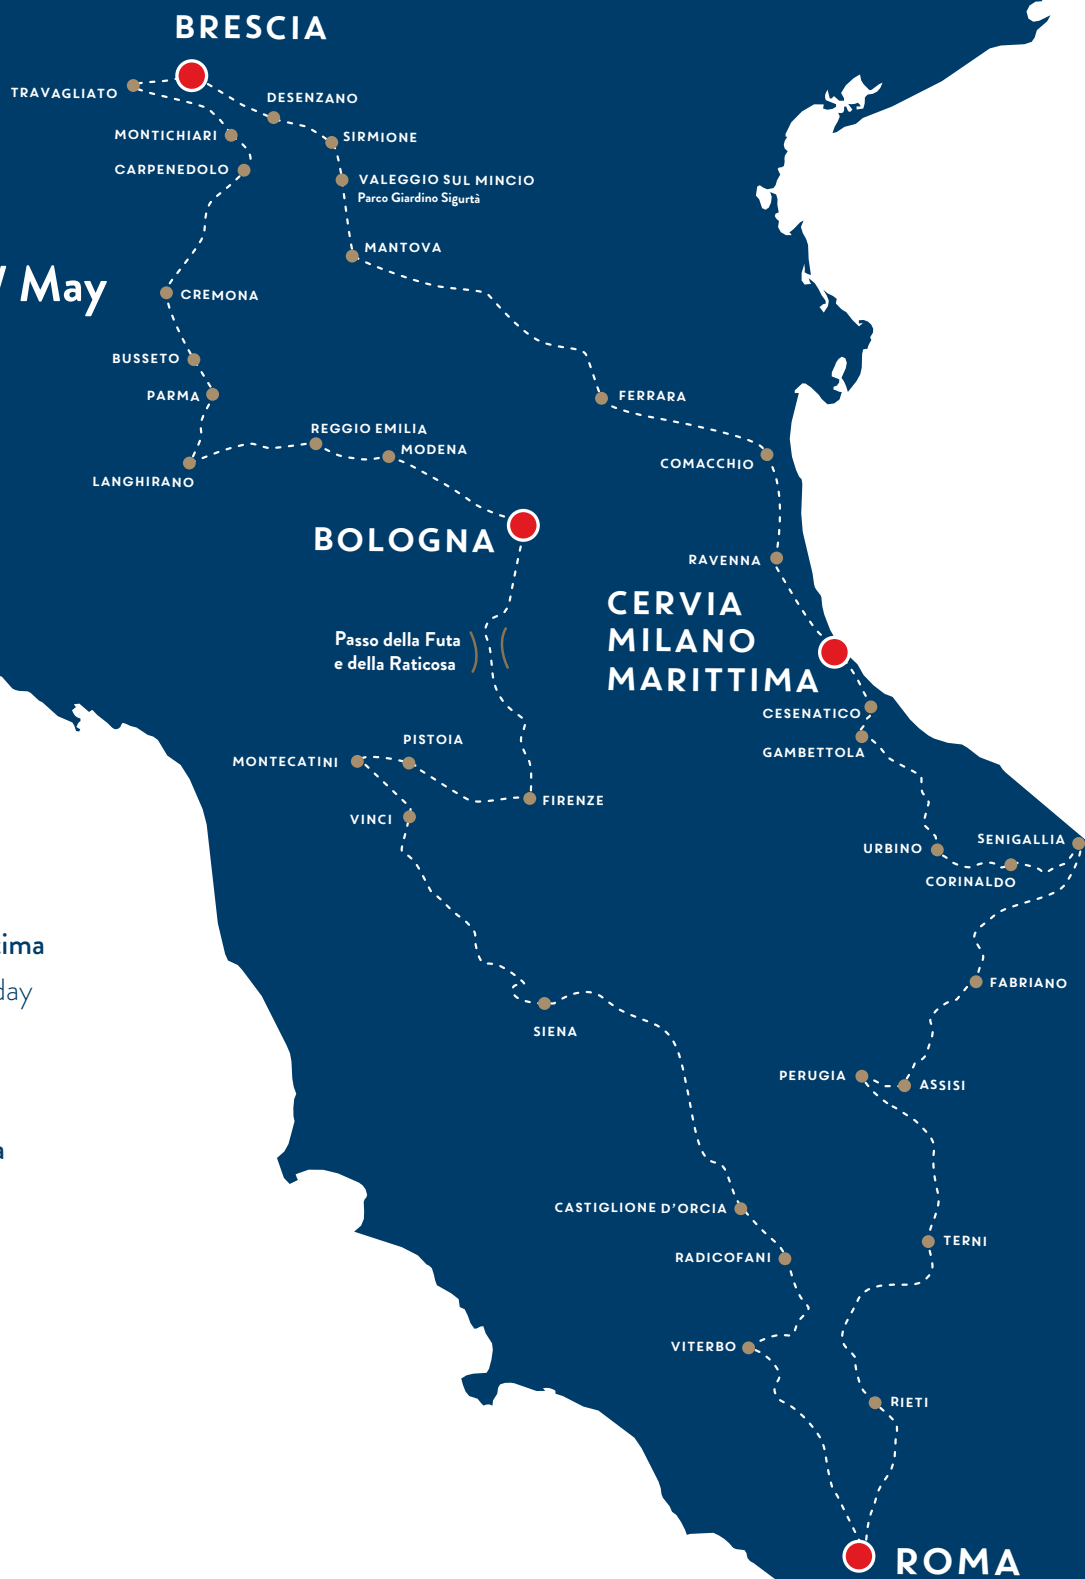 BRESCIA
TRAVAGLIATO
DESENZANO
MONTICHIARI
SIRMIONE
CARPENEDOLO
VALEGGIO SUL MINCIO
Parco Giardino Sigurtà
MANTOVA
May
CREMONA
BUSSETO
PARMA
FERRARA
REGGIO EMILIA
MODENA
COMACCHIO
LANGHIRANO
BOLOGNA
RAVENNA
CERVIA
MILANO
MARITTIMA
Passo della Futa
e della Raticosa
CESENATICO
GAMBETTOLA
PISTOIA
MONTECATINI
FIRENZE
VINCI
SENIGALLIA
URBINO
CORINALDO
tima
day
FABRIANO
SIENA
PERUGIA
ASSISI
a
CASTIGLIONE D'ORCIA
TERNI
RADICOFANI
VITERBO
RIETI
ROMA